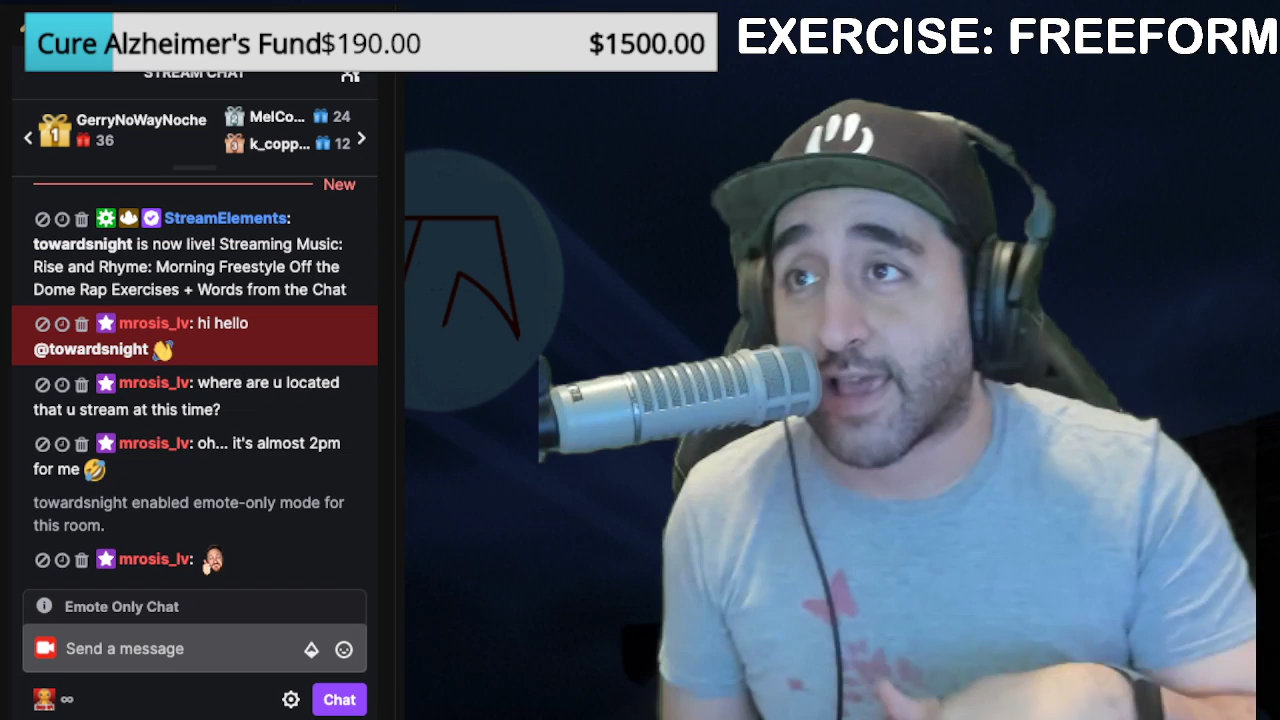 Cure Alzheimer's Fund$190.00 $1500.00
EXERCISE: FREEFORM
STREAM CHAT
GerryNoWayNoche
36
MelCo... 24
k_copp... 12
New
StreamElements:
towardsnight is now live! Streaming Music:
Rise and Rhyme: Morning Freestyle Off the
Dome Rap Exercises + Words from the Chat
mrosis_lv: hi hello
@towardsnight
mrosis_lv: where are u located
that u stream at this time?
mrosis_lv: oh... it's almost 2pm
for me
towardsnight enabled emote-only mode for
this room.
mrosis_lv:
Emote Only Chat
Send a message
Chat